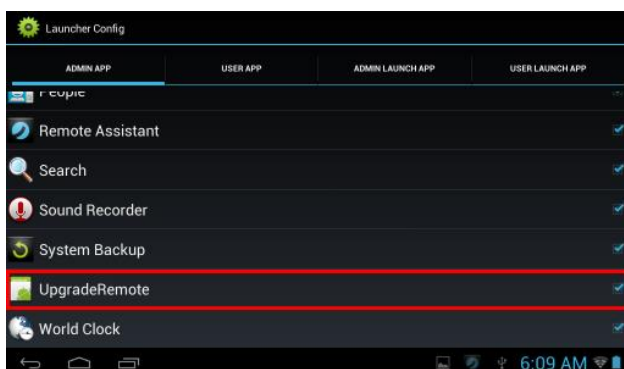 Launcher Config
ADMIN APP USER APP ADMIN LAUNCH APP USER LAUNCH APP
People
Remote Assistant
Search
Sound Recorder
System Backup
UpgradeRemote
World Clock
6:09 AM